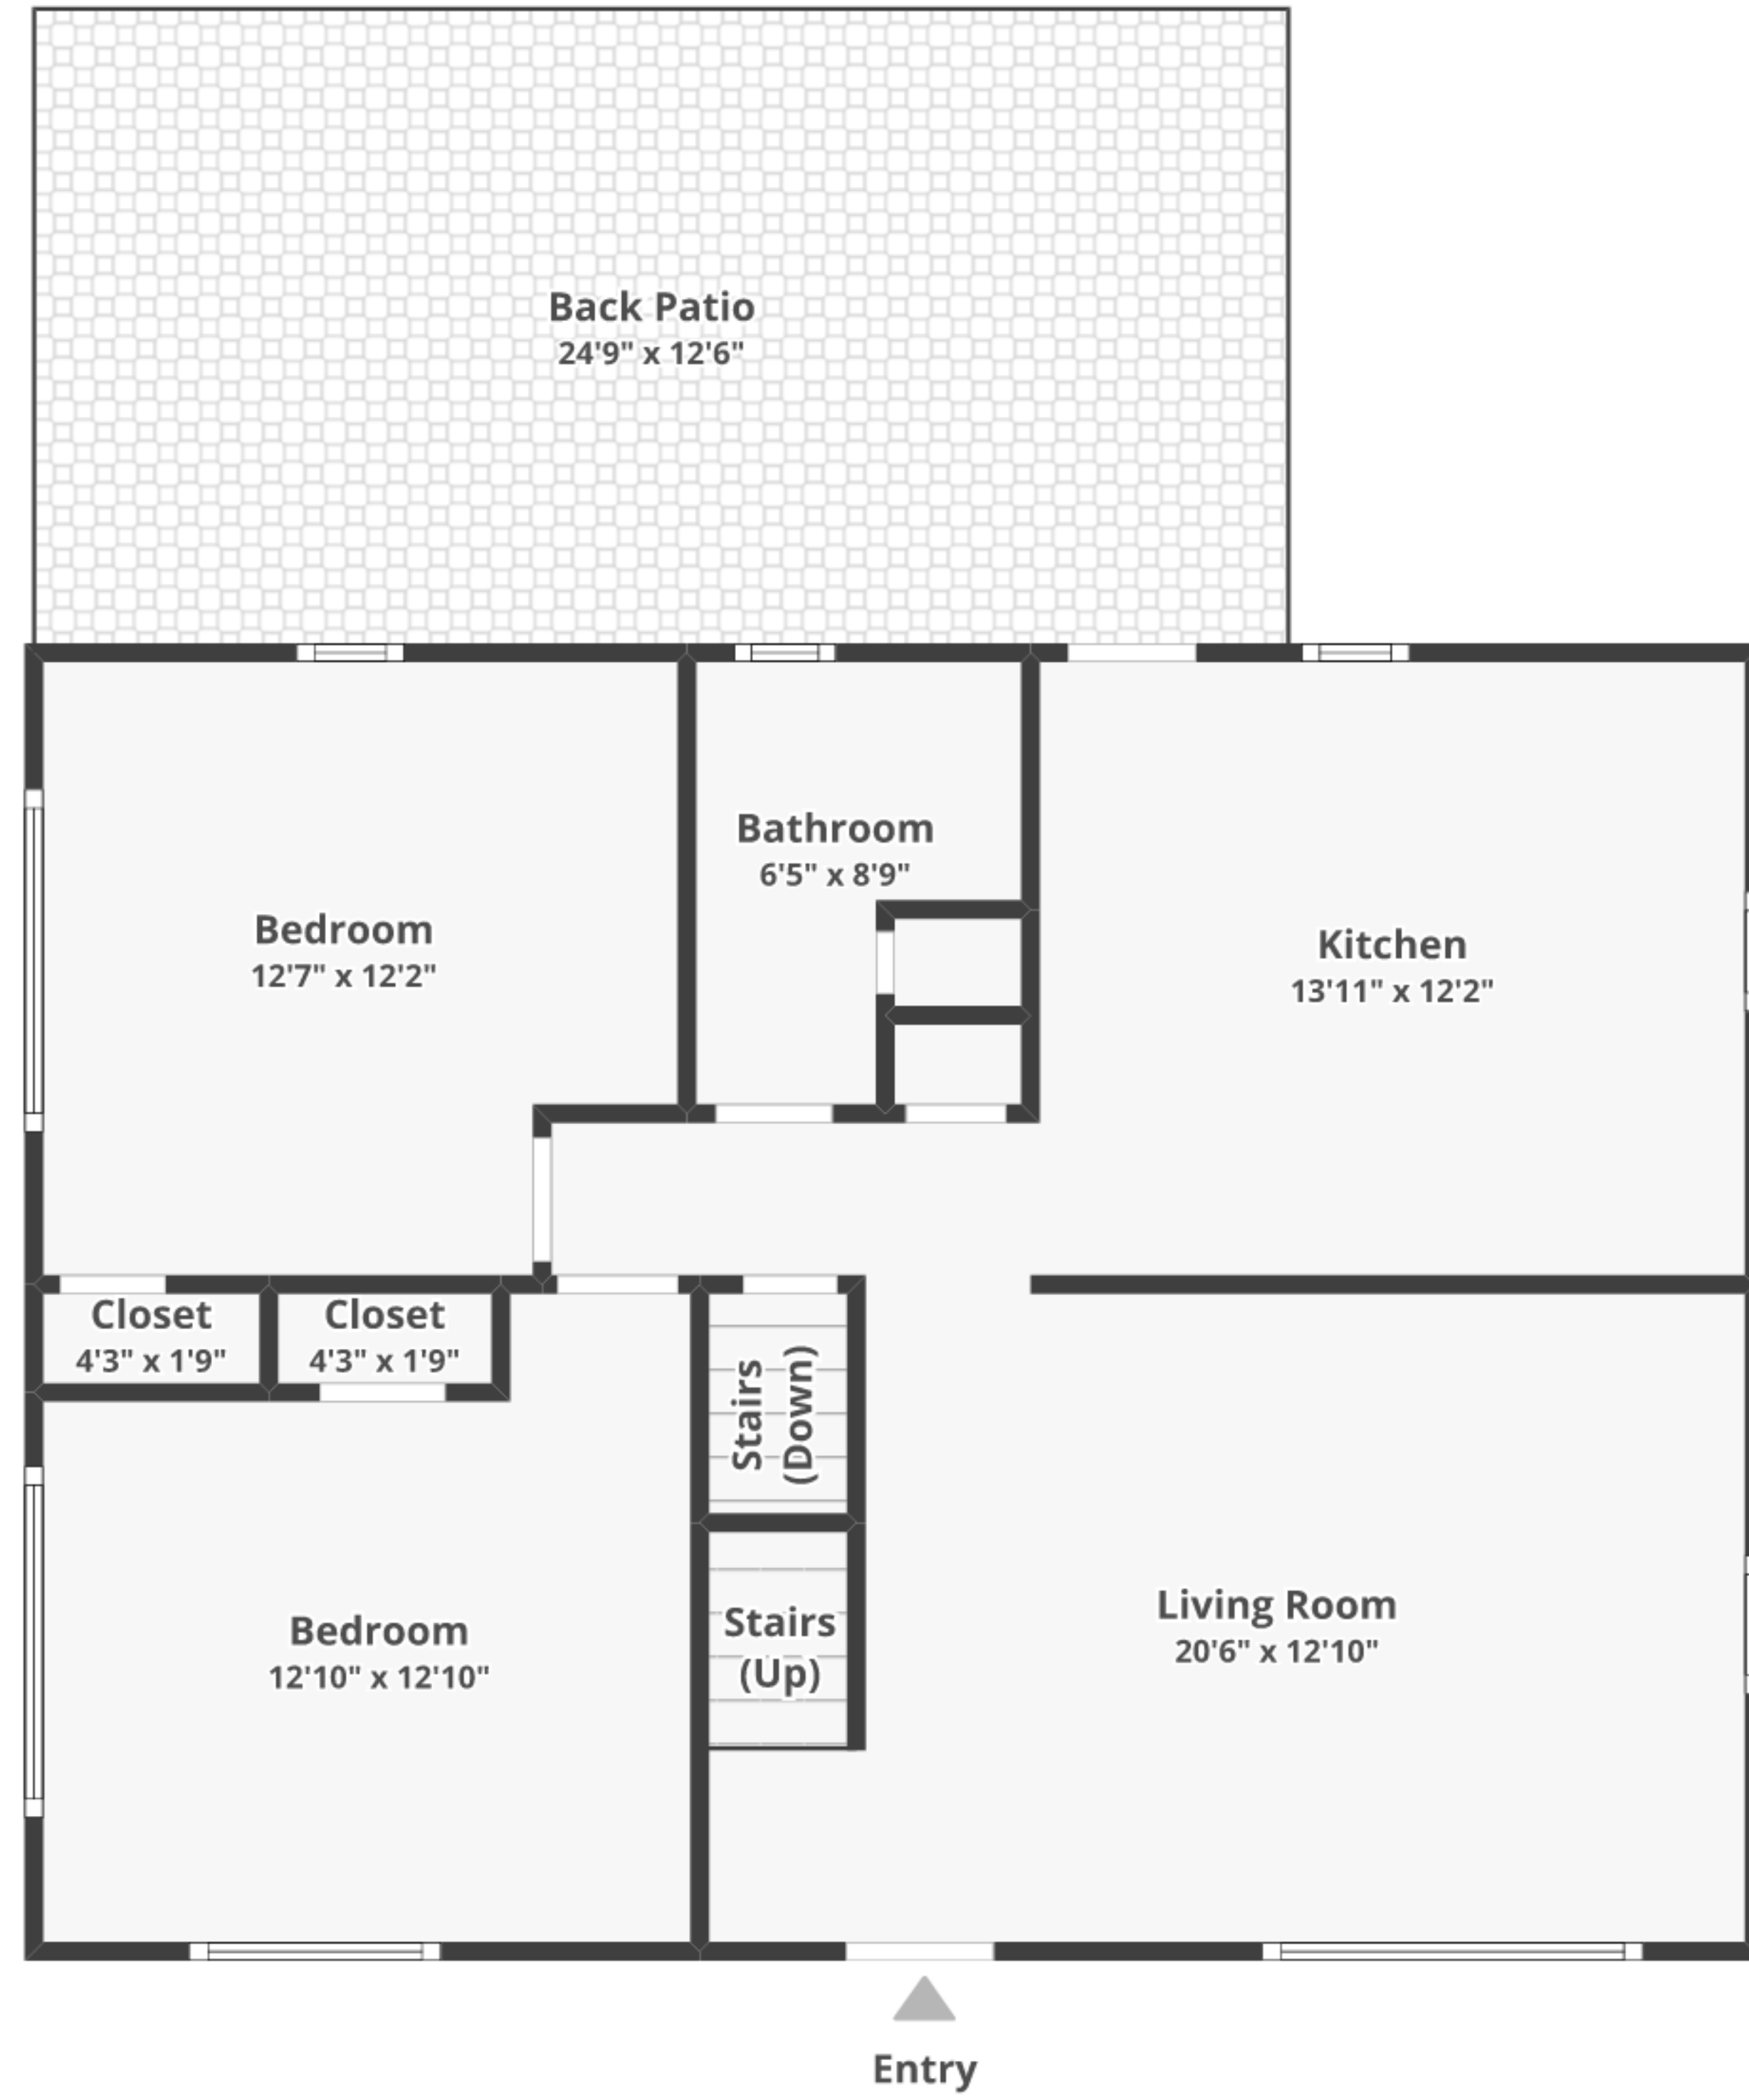 Back Patio
24'9" x 12'6"
Bathroom
6'5" x 8'9"
Bedroom
12'7" x 12'2"
Kitchen
13'11" x 12'2"
Closet
4'3" x 1'9"
Closet
4'3" x 1'9"
Stairs
(Down)
Stairs
(Up)
Living Room
20'6" x 12'10"
Bedroom
12'10" x 12'10"
Entry